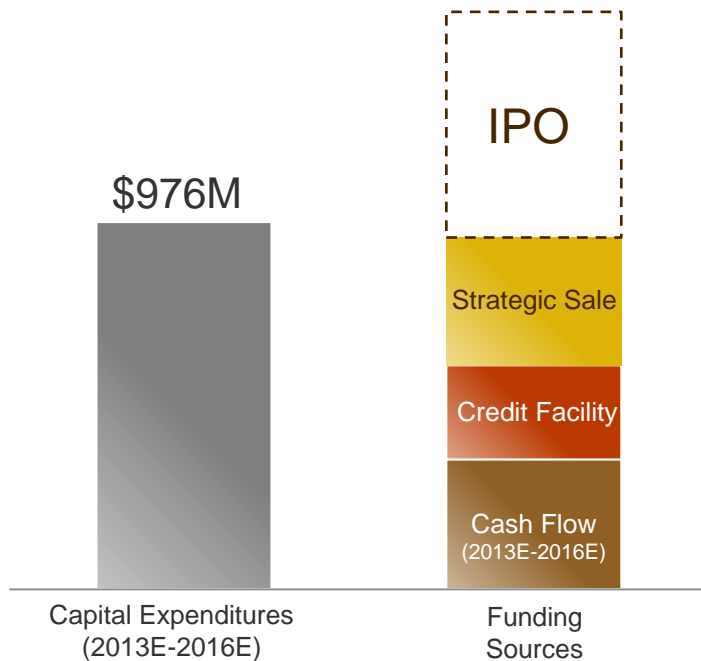 IPO
$976M
Strategic Sale
Credit Facility
Cash Flow
(2013E-2016E)
Capital Expenditures
(2013E-2016E)
Funding
Sources